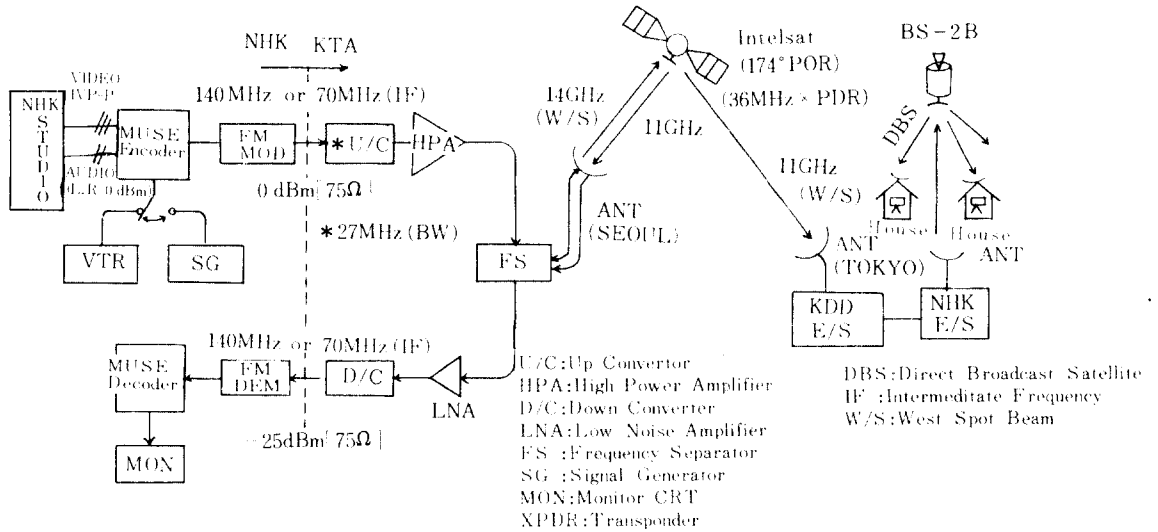 NHK
STUDIO
VIDEO
1VP-P
AUDIO
(L.R 0 dBm)
MUSE
Encoder
VTR
SG
NHK KTA
140MHz or 70MHz(IF)
FM
MOD
* U/C
HPA
0 dBm[75Ω]
* 27MHz(BW)
FS
14GHz
(W/S)
11GHz
ANT
(SEOUL)
Intelsat
(174°POR)
(36MHz × PDR)
11GHz
(W/S)
ANT
(TOKYO)
KDD
E/S
BS-2B
DBS
House
House
ANT
NHK
E/S
140MHz or 70MHz(IF)
MUSE
Decoder
FM
DEM
D/C
LNA
-25dBm[75Ω]
MON
U/C:Up Convertor
HPA:High Power Amplifier
D/C:Down Converter
LNA:Low Noise Amplifier
FS :Frequency Separator
SG :Signal Generator
MON:Monitor CRT
XPDR:Transponder
DBS:Direct Broadcast Satellite
IF :Intermeditate Frequency
W/S:West Spot Beam